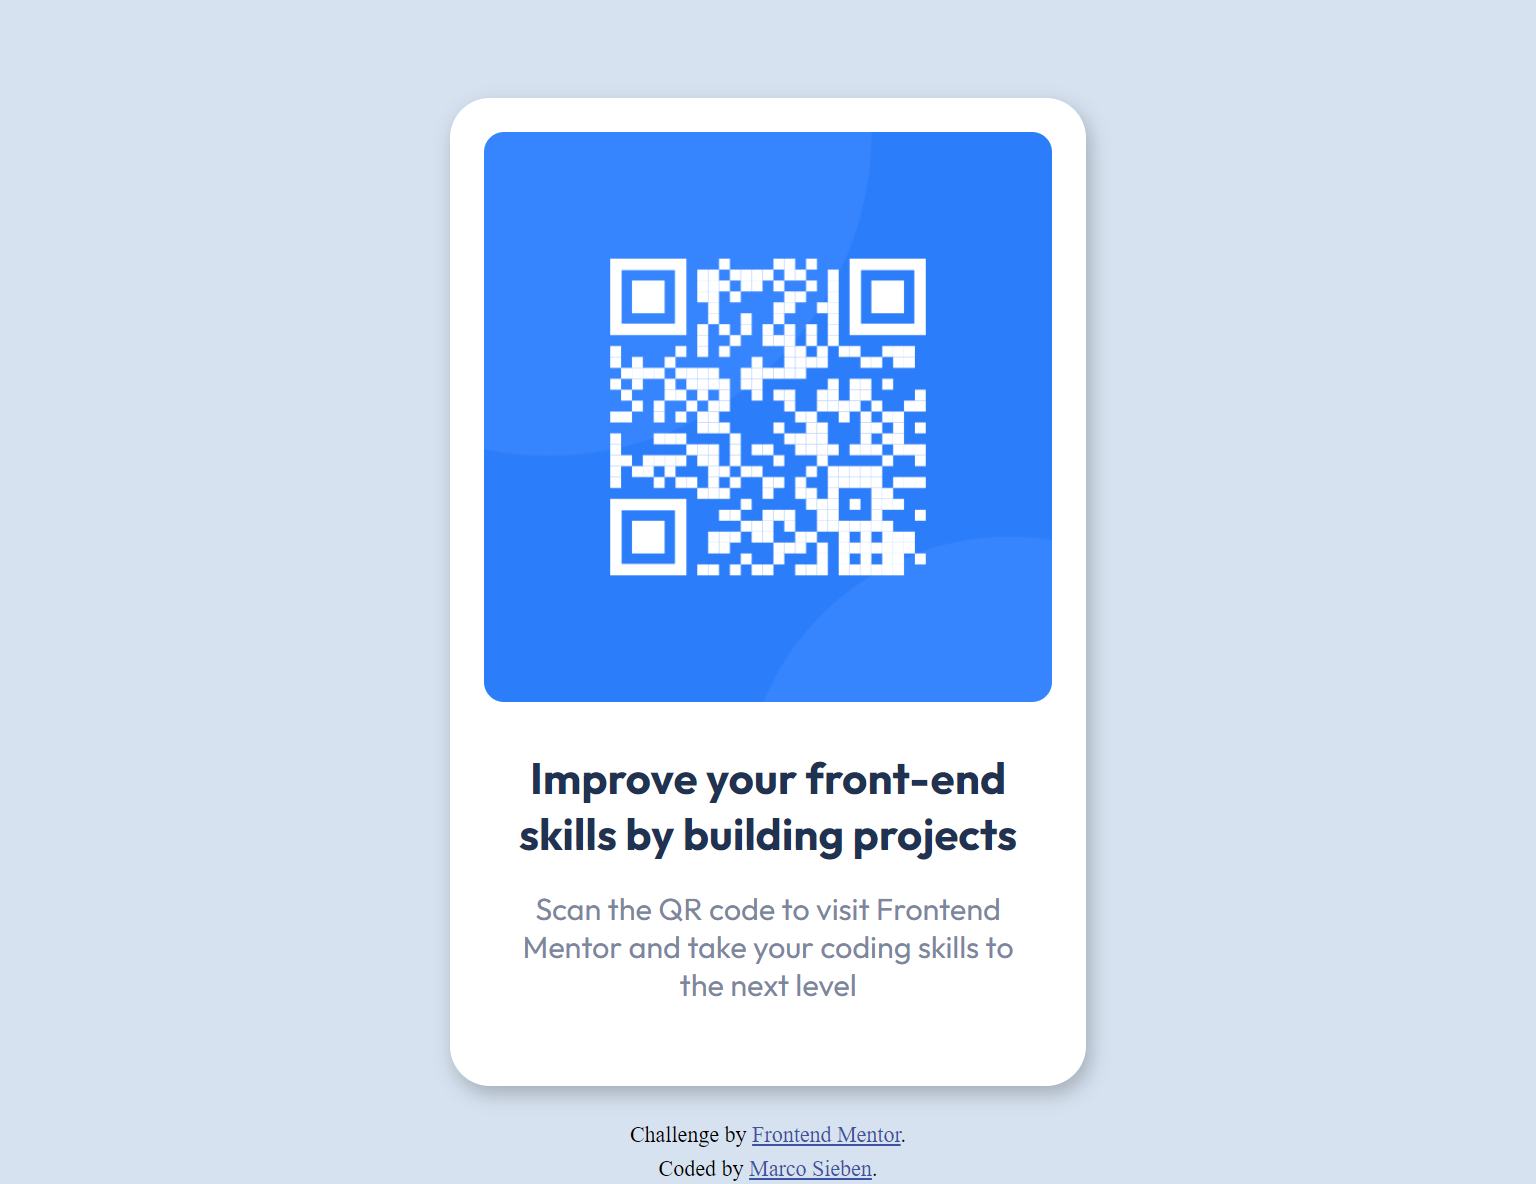 Improve your front-end
skills by building projects
Scan the QR code to visit Frontend
Mentor and take your coding skills to
the next level
Challenge by Frontend Mentor.
Coded by Marco Sieben.